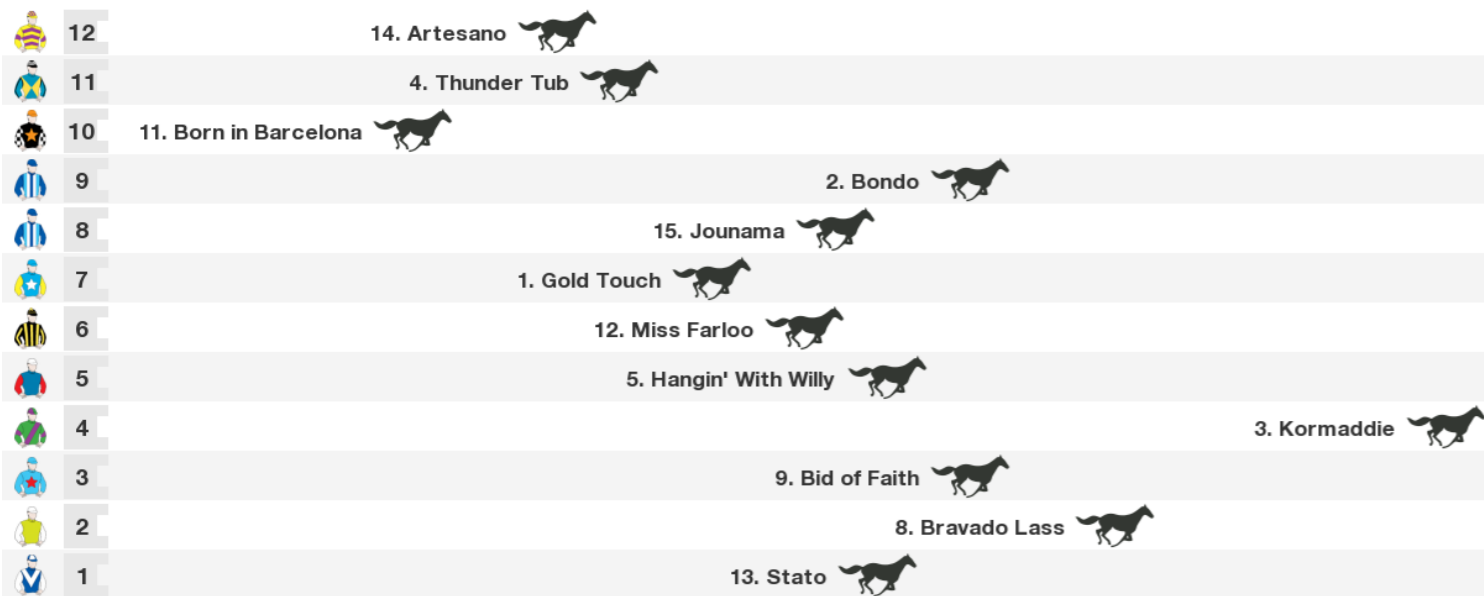 12 14. Artesano
11 4. Thunder Tub
10 11. Born in Barcelona
9 2. Bondo
8 15. Jounama
7 1. Gold Touch
6 12. Miss Farloo
5 5. Hangin' With Willy
4 3. Kormaddie
3 9. Bid of Faith
2 8. Bravado Lass
1 13. Stato